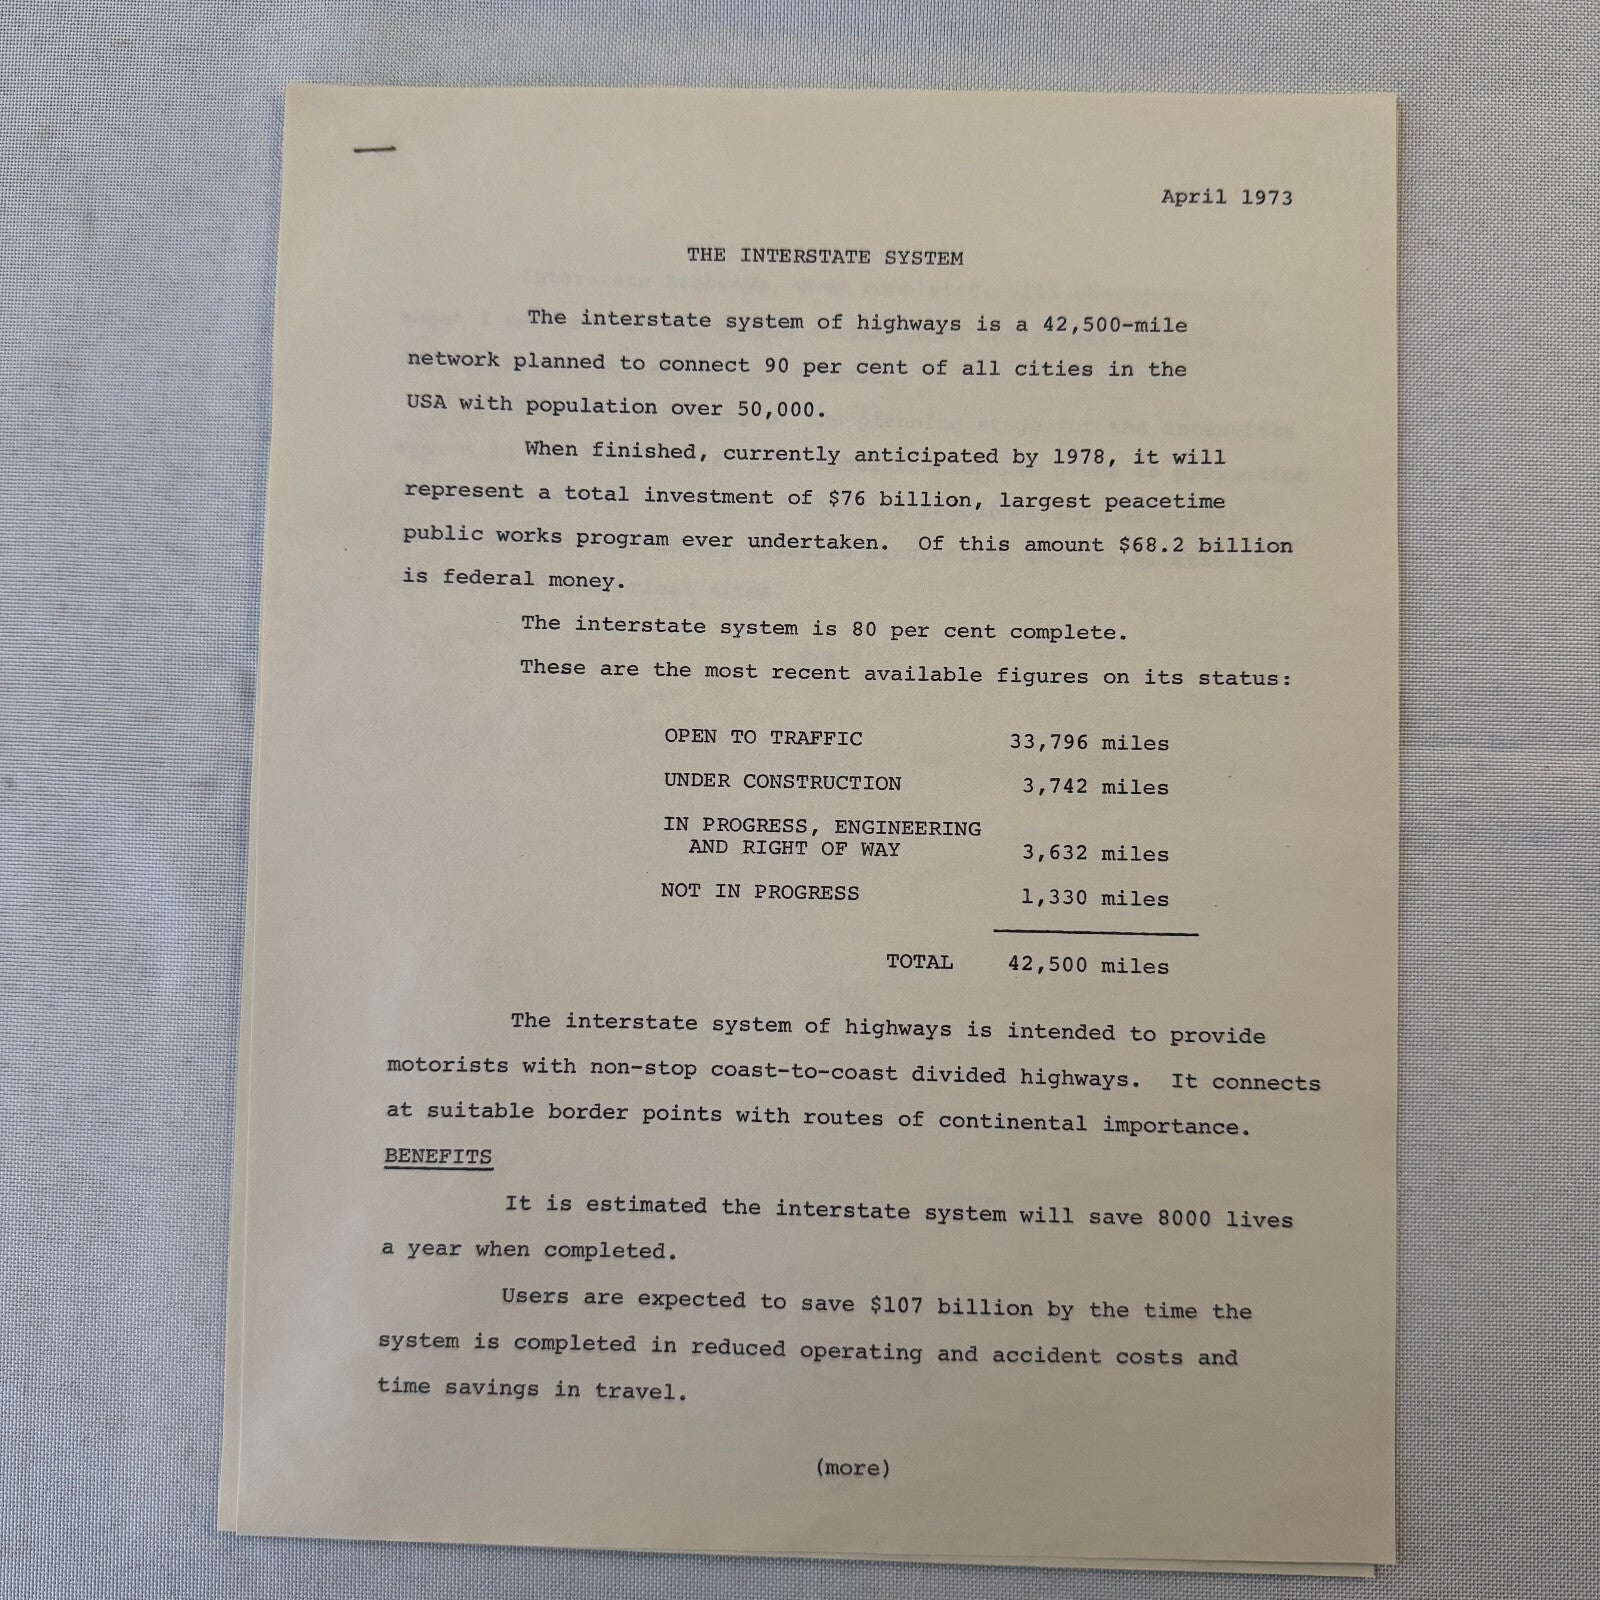 April 1973
THE INTERSTATE SYSTEM
The interstate system of highways is a 42,500-mile
network planned to connect 90 per cent of all cities in the
USA with population over 50,000.
When finished, currently anticipated by 1978, it will
represent a total investment of $76 billion, largest peacetime
public works program ever undertaken.  Of this amount $68.2 billion
is federal money.
The interstate system is 80 per cent complete.
These are the most recent available figures on its status:
OPEN TO TRAFFIC 33,796 miles
UNDER CONSTRUCTION 3,742 miles
IN PROGRESS, ENGINEERING
AND RIGHT OF WAY 3,632 miles
NOT IN PROGRESS 1,330 miles
TOTAL 42,500 miles
The interstate system of highways is intended to provide
motorists with non-stop coast-to-coast divided highways.  It connects
at suitable border points with routes of continental importance.
BENEFITS
It is estimated the interstate system will save 8000 lives
a year when completed.
Users are expected to save $107 billion by the time the
system is completed in reduced operating and accident costs and
time savings in travel.
(more)